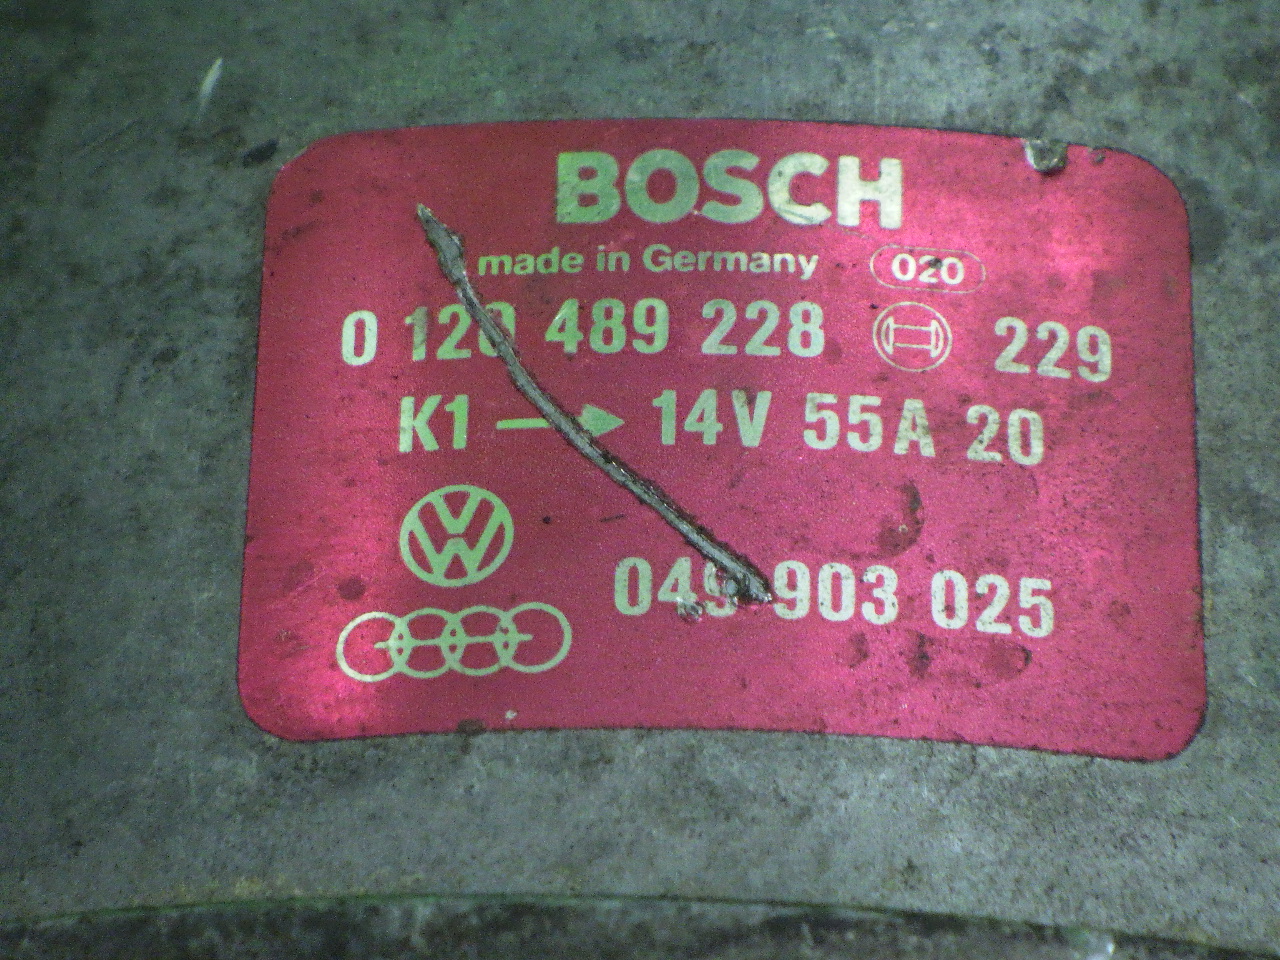 BOSCH
made in Germany 020
0 120 489 228 229
K1 → 14V 55A 20
049 903 025